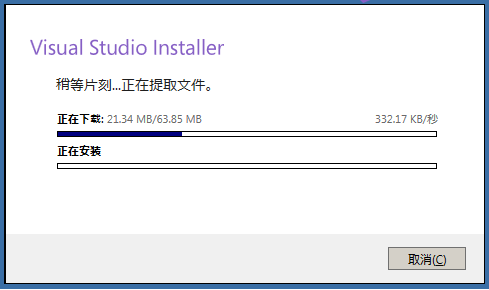 Visual Studio Installer
稍等片刻...正在提取文件。
正在下载: 21.34 MB/63.85 MB 332.17 KB/秒
正在安装
取消(C)